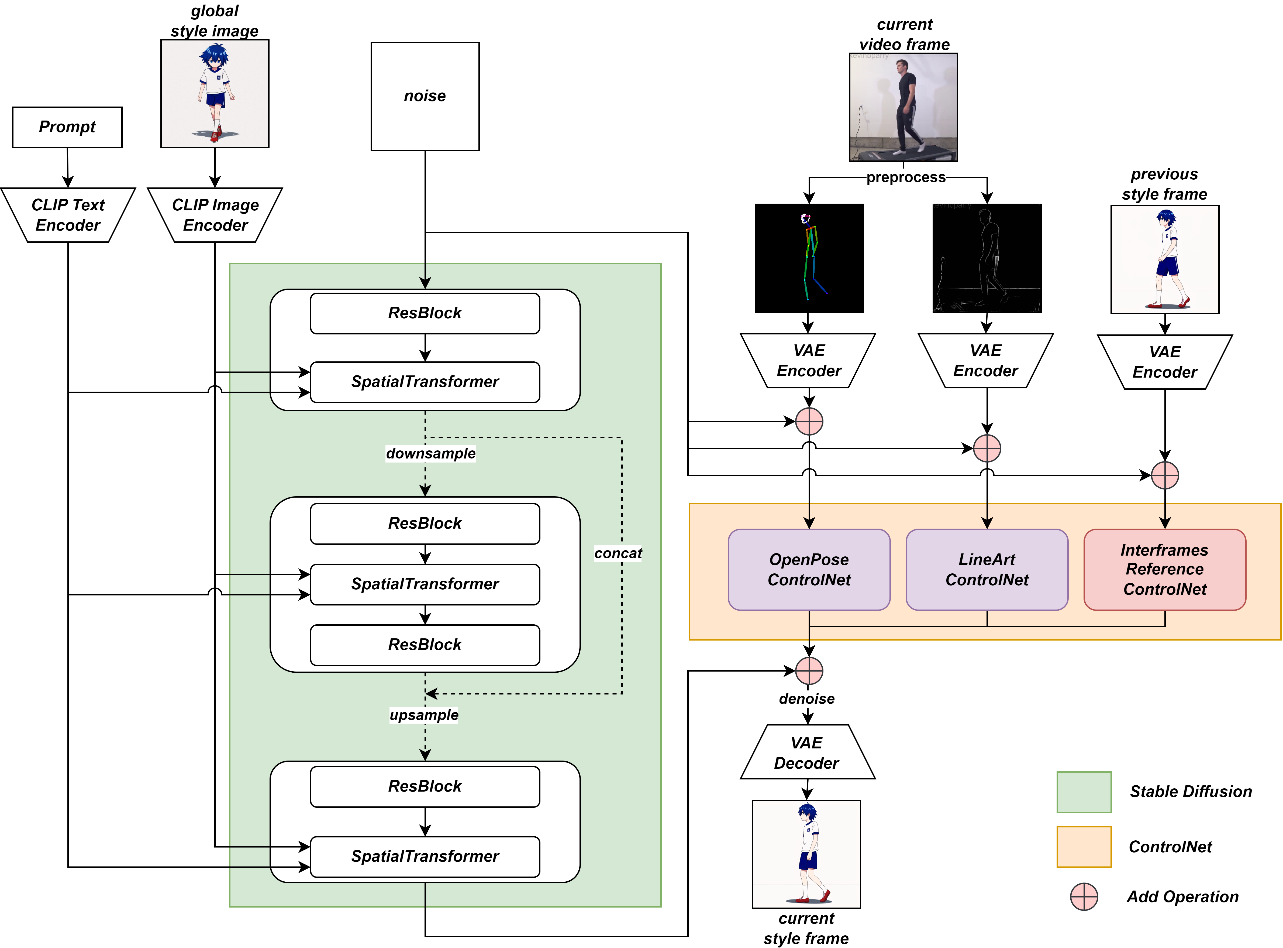 global
style image
current
video frame
noise
Prompt
preprocess
previous
style frame
CLIP Text
Encoder
CLIP Image
Encoder
ResBlock
SpatialTransformer
VAE
Encoder
VAE
Encoder
VAE
Encoder
downsample
ResBlock
SpatialTransformer
ResBlock
concat
OpenPose
ControlNet
LineArt
ControlNet
Interframes
Reference
ControlNet
upsample
denoise
ResBlock
SpatialTransformer
VAE
Decoder
current
style frame
Stable Diffusion
ControlNet
Add Operation